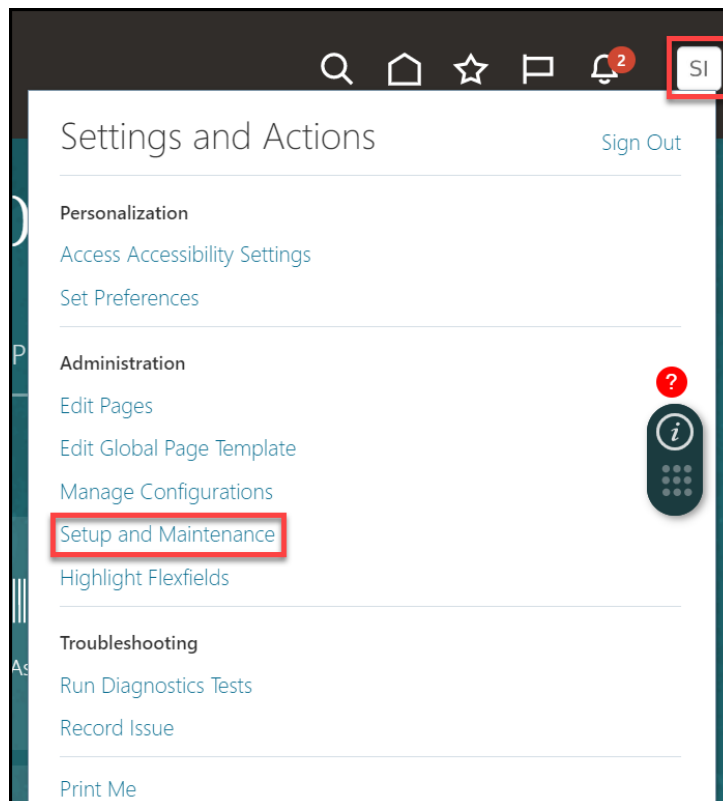 2
SI
Settings and Actions
Sign Out
Personalization
Access Accessibility Settings
Set Preferences
P
Administration
?
Edit Pages
i
Edit Global Page Template
Manage Configurations
Setup and Maintenance
Highlight Flexfields
Troubleshooting
As
Run Diagnostics Tests
Record Issue
Print Me